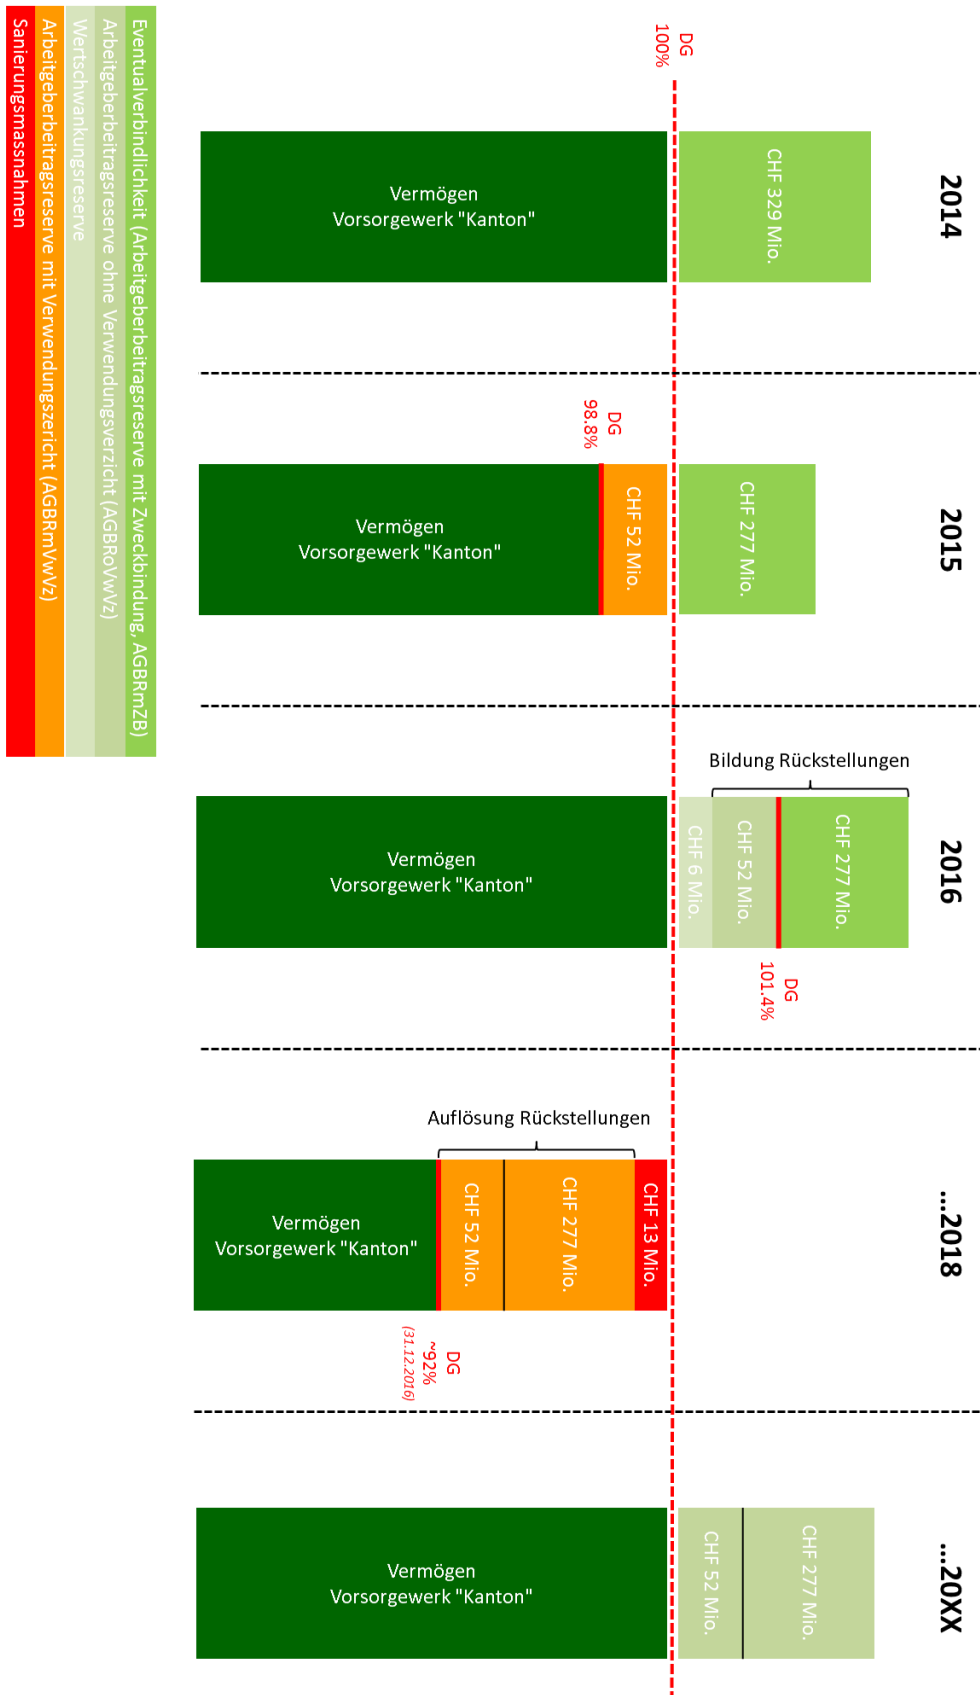 2014
2015
2016
...2018
...20XX
DG
100%
CHF 329 Mio.
Vermögen
Vorsorgewerk "Kanton"
DG
98.8%
CHF 277 Mio.
CHF 52 Mio.
Vermögen
Vorsorgewerk "Kanton"
Bildung Rückstellungen
CHF 277 Mio.
CHF 52 Mio.
CHF 6 Mio.
DG
101.4%
Vermögen
Vorsorgewerk "Kanton"
Auflösung Rückstellungen
CHF 13 Mio.
CHF 277 Mio.
CHF 52 Mio.
DG
~92%
(31.12.2016)
Vermögen
Vorsorgewerk "Kanton"
CHF 277 Mio.
CHF 52 Mio.
Vermögen
Vorsorgewerk "Kanton"
Eventualverbindlichkeit (Arbeitgeberbeitragsreserve mit Zweckbindung, AGBRmZB)
Arbeitgeberbeitragsreserve ohne Verwendungsverzicht (AGBRoVwVz)
Wertschwankungsreserve
Arbeitgeberbeitragsreserve mit Verwendungszericht (AGBRmVwVz)
Sanierungsmassnahmen